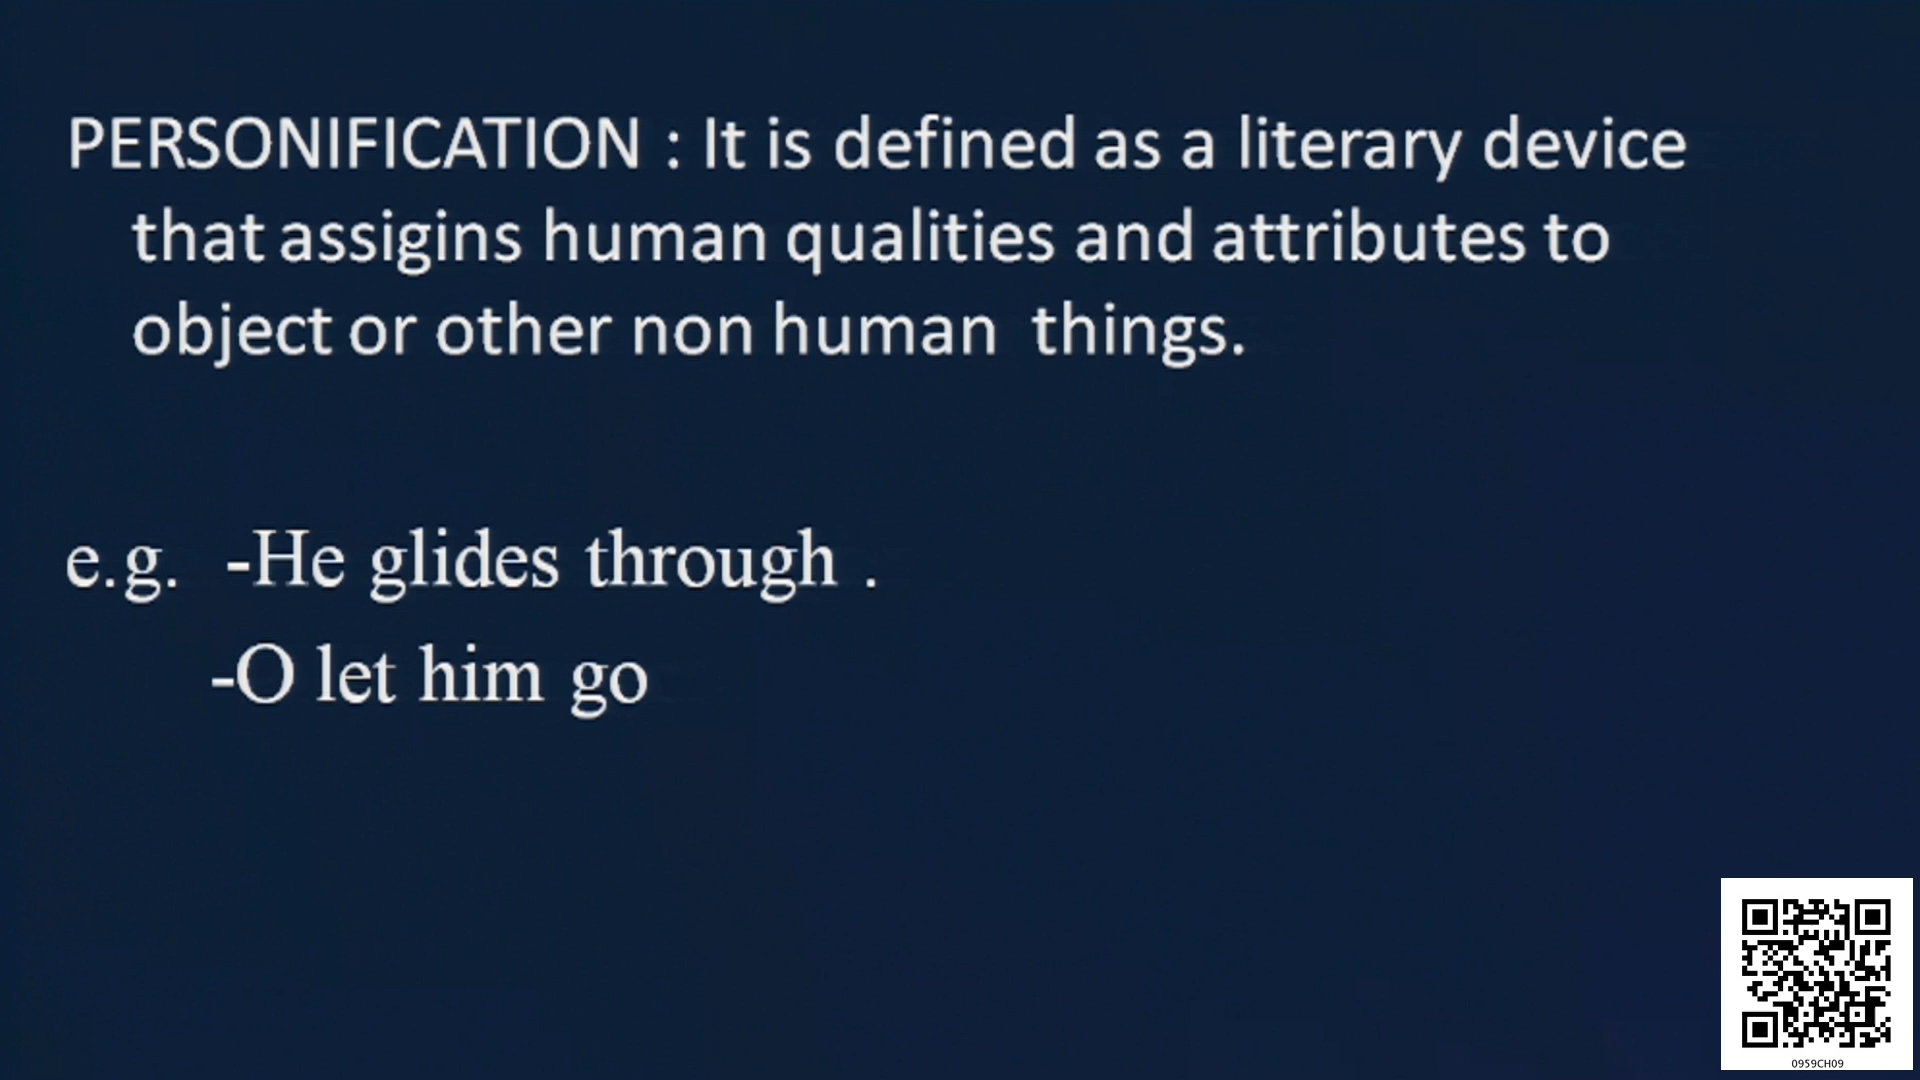 PERSONIFICATION : It is defined as a literary device
that assigins human qualities and attributes to
object or other non human things.
e.g. -He glides through .
-O let him go
0959CH09